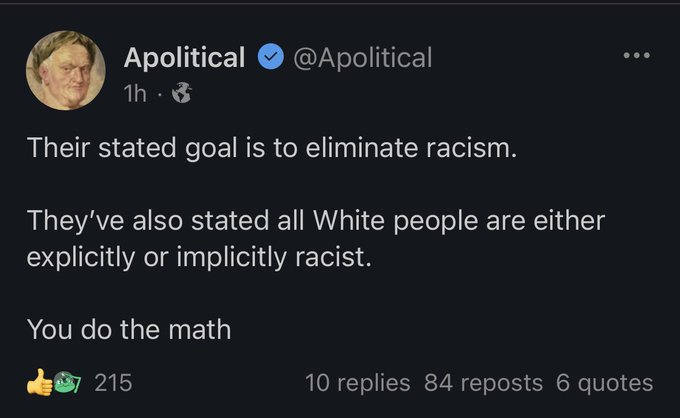 Apolitical @Apolitical
1h ·
Their stated goal is to eliminate racism.
They’ve also stated all White people are either
explicitly or implicitly racist.
You do the math
215 10 replies 84 reposts 6 quotes